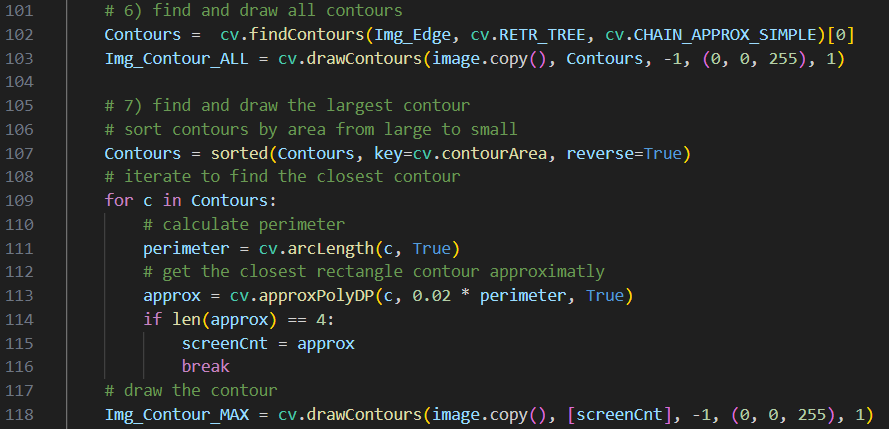 101 # 6) find and draw all contours
102 Contours =  cv.findContours(Img_Edge, cv.RETR_TREE, cv.CHAIN_APPROX_SIMPLE)[0]
103 Img_Contour_ALL = cv.drawContours(image.copy(), Contours, -1, (0, 0, 255), 1)
104
105 # 7) find and draw the largest contour
106 # sort contours by area from large to small
107 Contours = sorted(Contours, key=cv.contourArea, reverse=True)
108 # iterate to find the closest contour
109 for c in Contours:
110     # calculate perimeter
111     perimeter = cv.arcLength(c, True)
112     # get the closest rectangle contour approximatly
113     approx = cv.approxPolyDP(c, 0.02 * perimeter, True)
114     if len(approx) == 4:
115         screenCnt = approx
116         break
117 # draw the contour
118 Img_Contour_MAX = cv.drawContours(image.copy(), [screenCnt], -1, (0, 0, 255), 1)